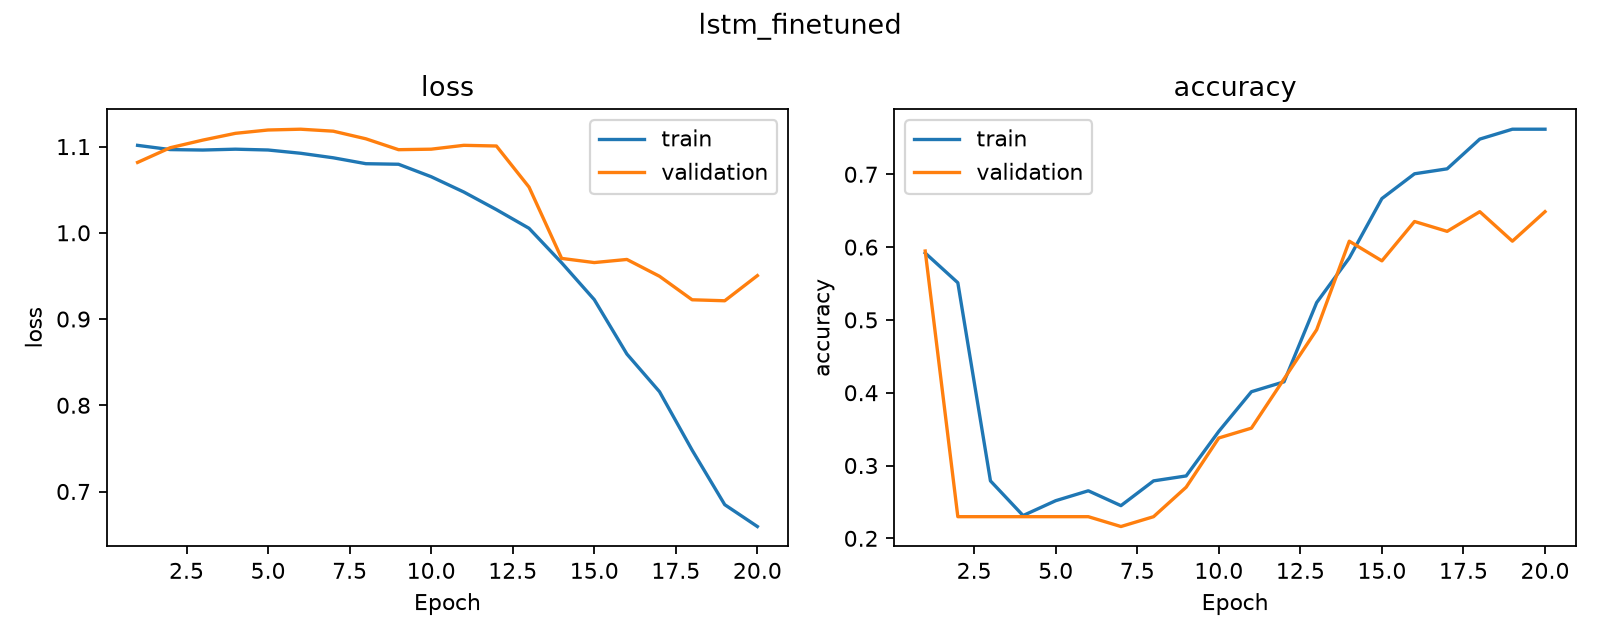 lstm_finetuned
loss
1.1
1.0
0.9
0.8
0.7
loss
train
validation
2.5 5.0 7.5 10.0 12.5 15.0 17.5 20.0
Epoch
accuracy
0.7
0.6
0.5
0.4
0.3
0.2
accuracy
train
validation
2.5 5.0 7.5 10.0 12.5 15.0 17.5 20.0
Epoch